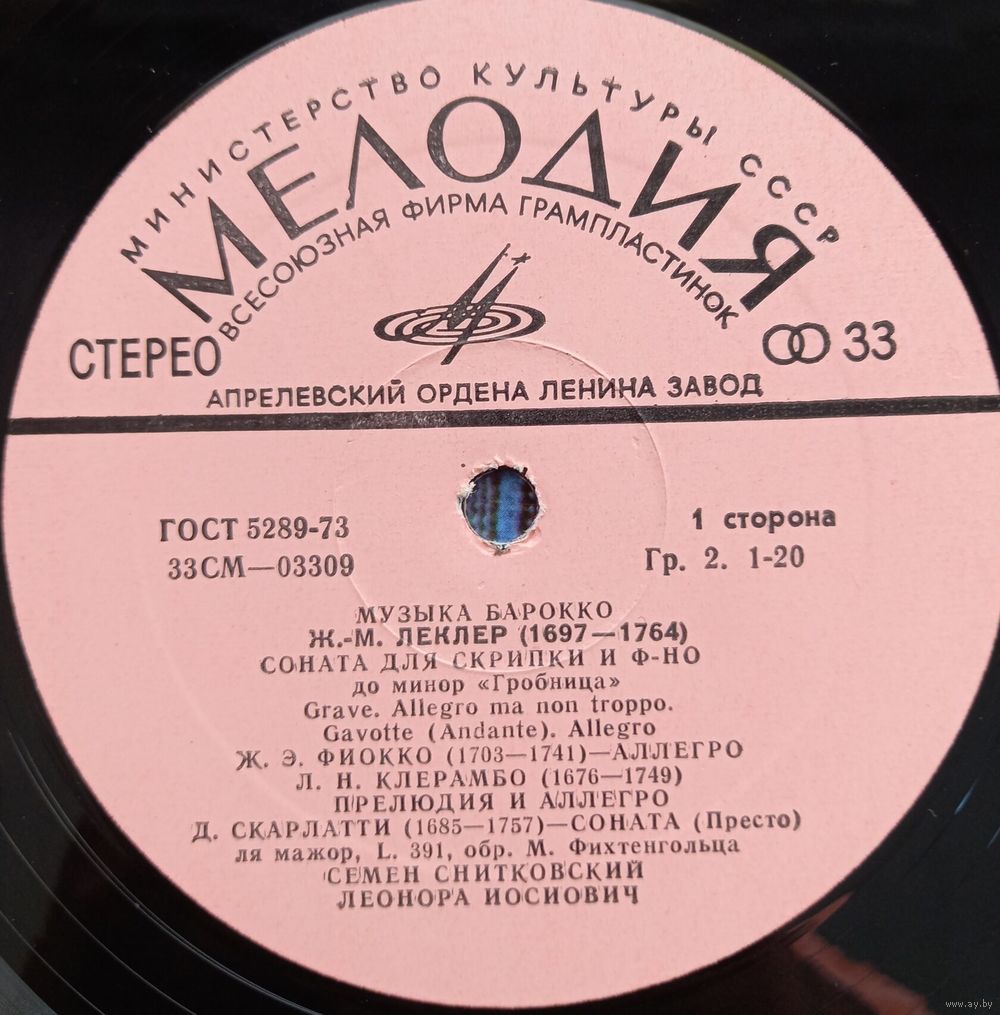 МИНИСТЕРСТВО КУЛЬТУРЫ СССР
МЕЛОДИЯ
ВСЕСОЮЗНАЯ ФИРМА ГРАМПЛАСТИНОК
СТЕРЕО
33
АПРЕЛЕВСКИЙ ОРДЕНА ЛЕНИНА ЗАВОД
ГОСТ 5289-73
1 сторона
33СМ—03309
Гр. 2. 1-20
МУЗЫКА БАРОККО
Ж.-М. ЛЕКЛЕР (1697—1764)
СОНАТА ДЛЯ СКРИПКИ И Ф-НО
до минор «Гробница»
Grave. Allegro ma non troppo.
Gavotte (Andante). Allegro
Ж. Э. ФИОККО (1703—1741)—АЛЛЕГРО
Л. Н. КЛЕРАМБО (1676—1749)
ПРЕЛЮДИЯ И АЛЛЕГРО
Д. СКАРЛАТТИ (1685—1757)—СОНАТА (Престо)
ля мажор, L. 391, обр. М. Фихтенгольца
СЕМЕН СНИТКОВСКИЙ
ЛЕОНОРА ИОСИОВИЧ
www.ay.by